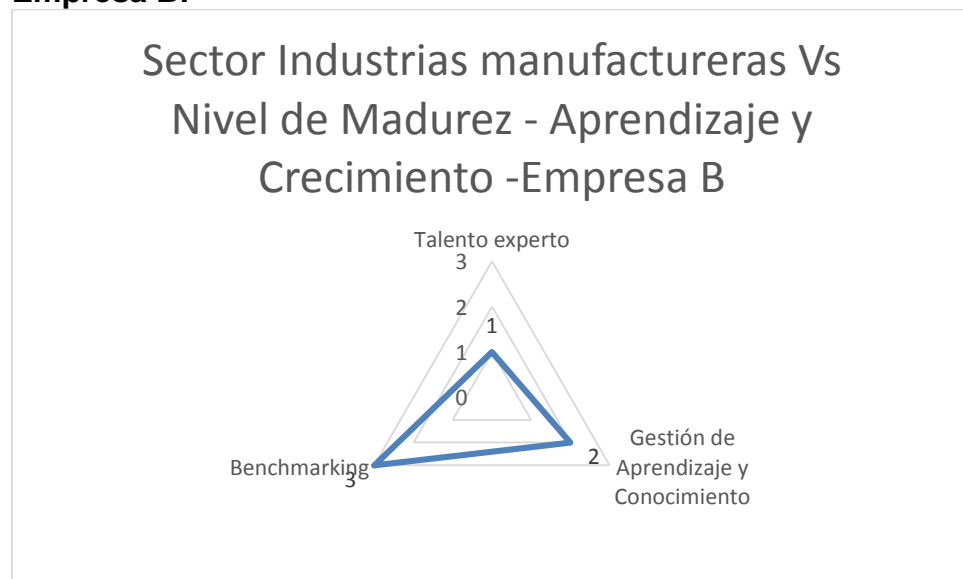 Empresa B.
Sector Industrias manufactureras Vs
Nivel de Madurez - Aprendizaje y
Crecimiento -Empresa B
Talento experto
3
2
1
1
0
Gestión de
2
Aprendizaje y
Benchmarking
3
Conocimiento